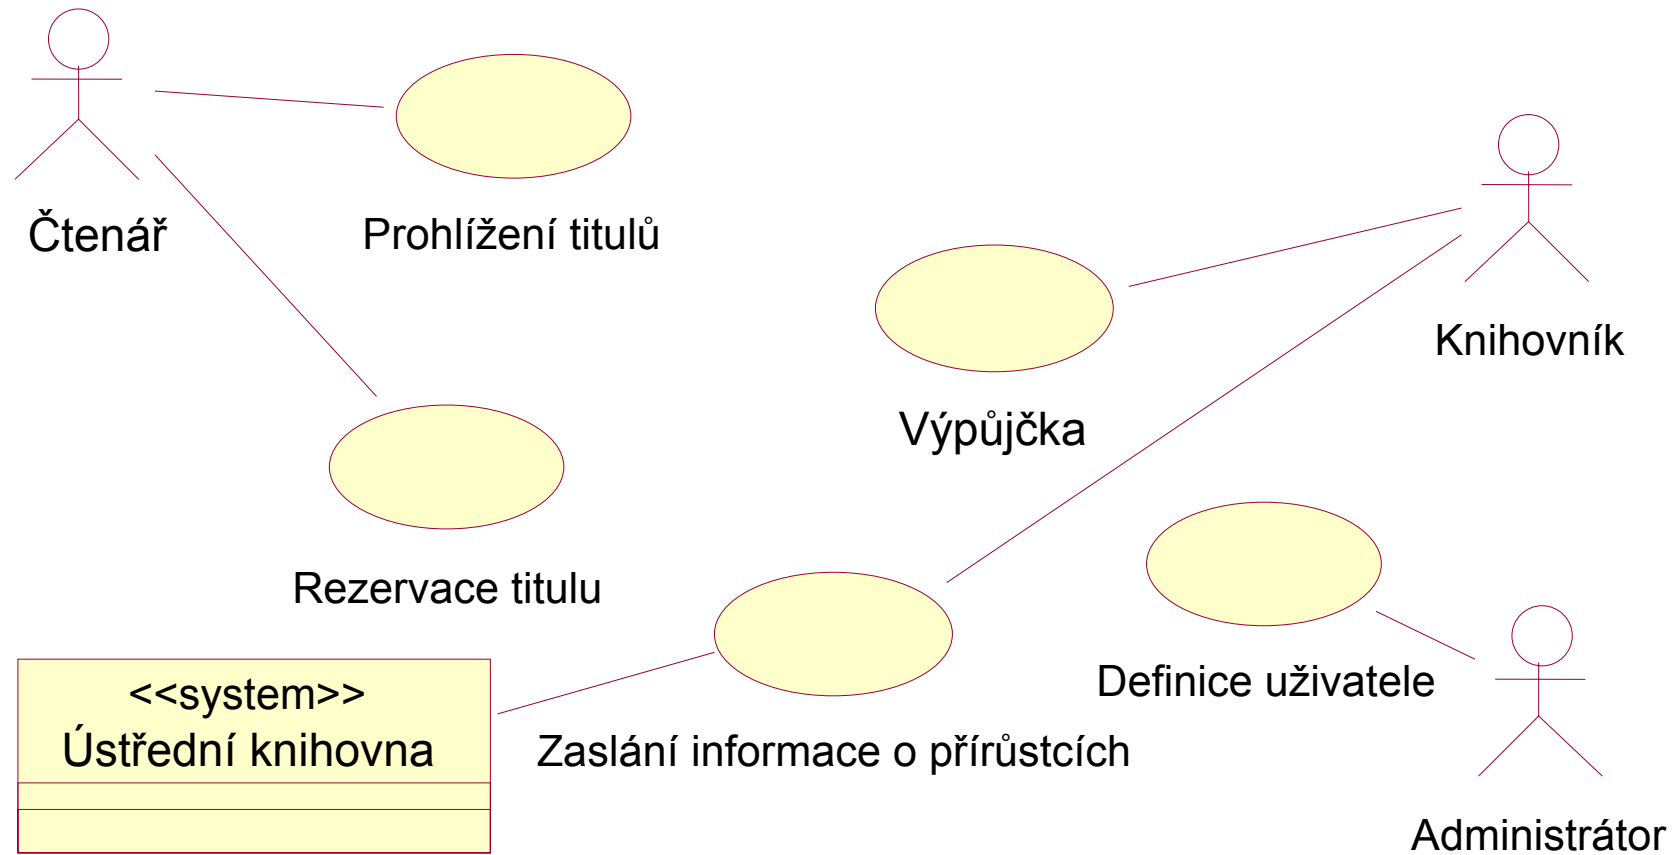 Čtenář
Prohlížení titulů
Knihovník
Výpůjčka
Rezervace titulu
Definice uživatele
<<system>>
Ústřední knihovna
Zaslání informace o přírůstcích
Administrátor